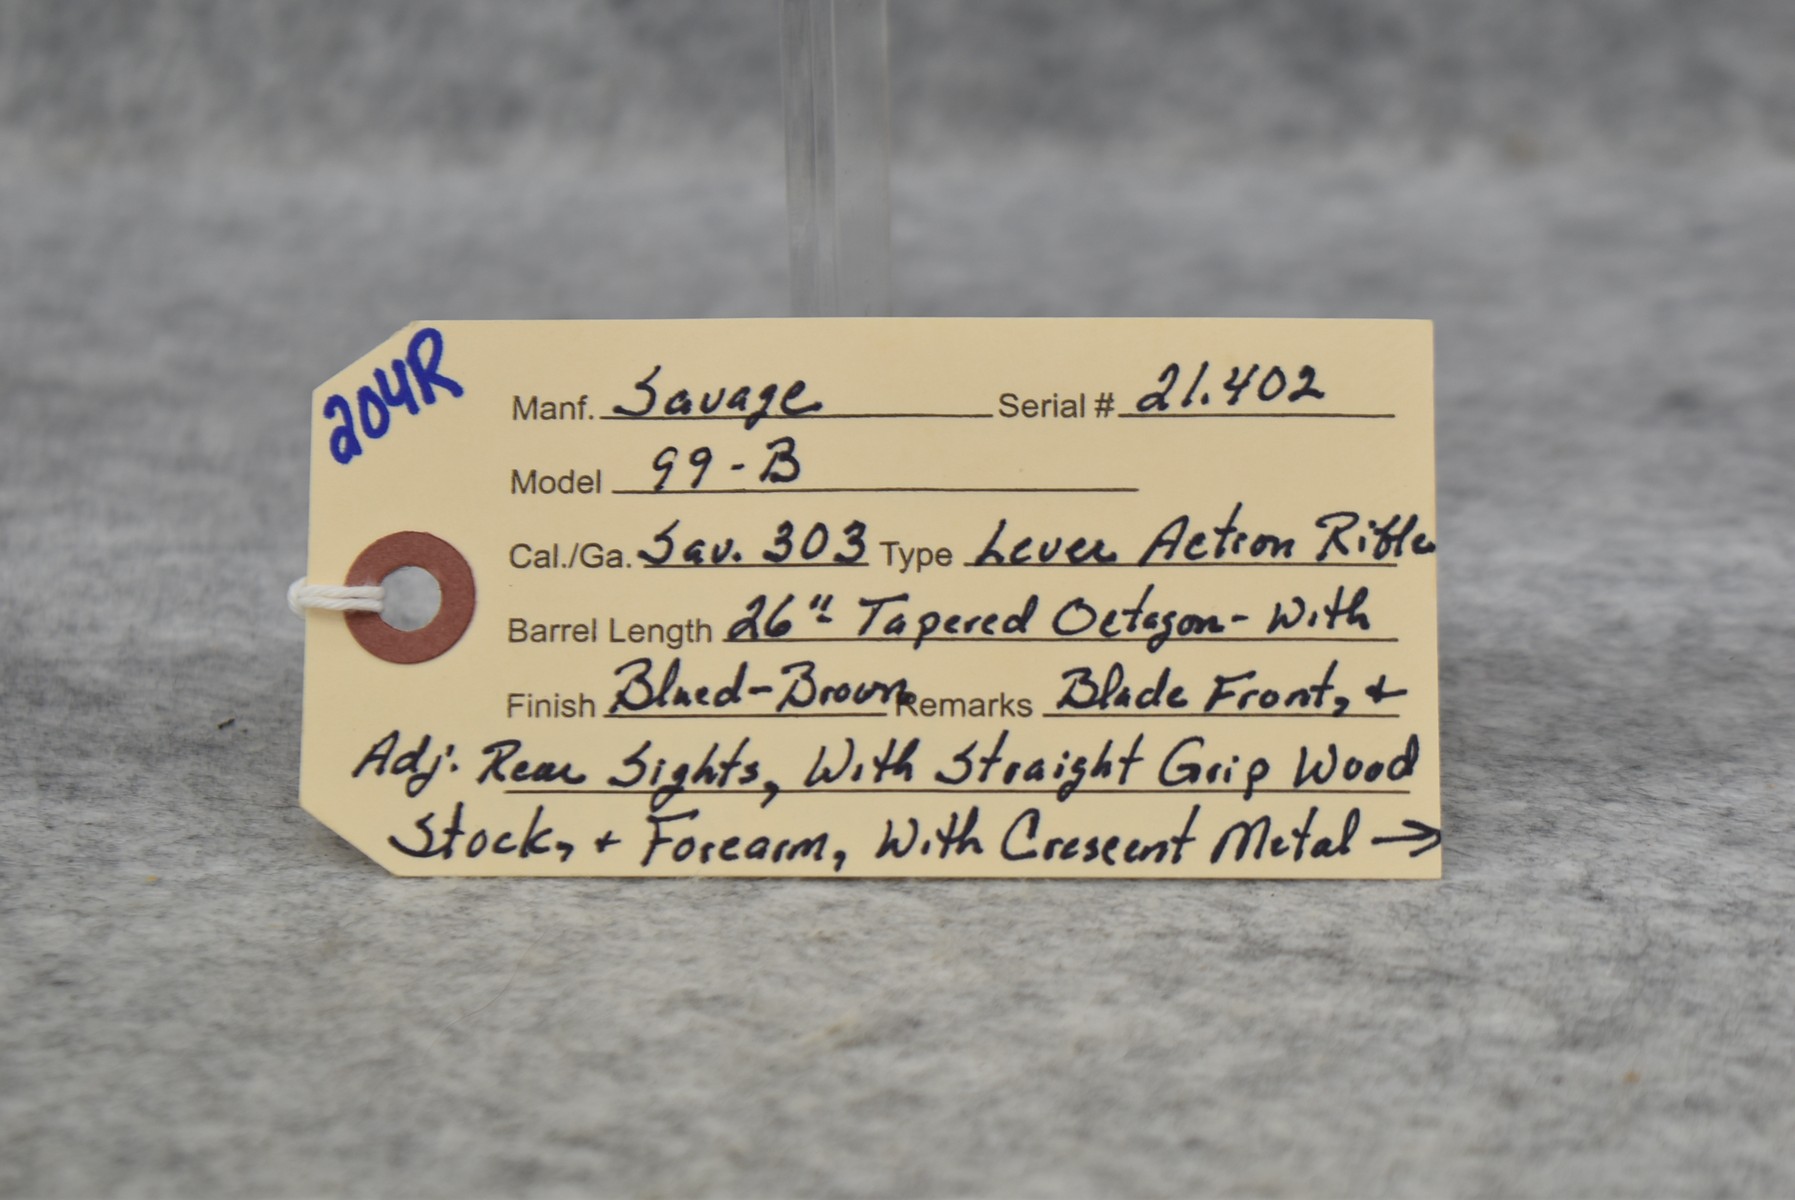 204R
Manf. Savage Serial # 21.402
Model 99-B
Cal./Ga. Sav. 303 Type Lever Action Rifle
Barrel Length 26" Tapered Octagon - With
Finish Blued-Brown Remarks Blade Front, +
Adj. Rear Sights, With Straight Grip Wood
Stock, + Forearm, With Crescent Metal →